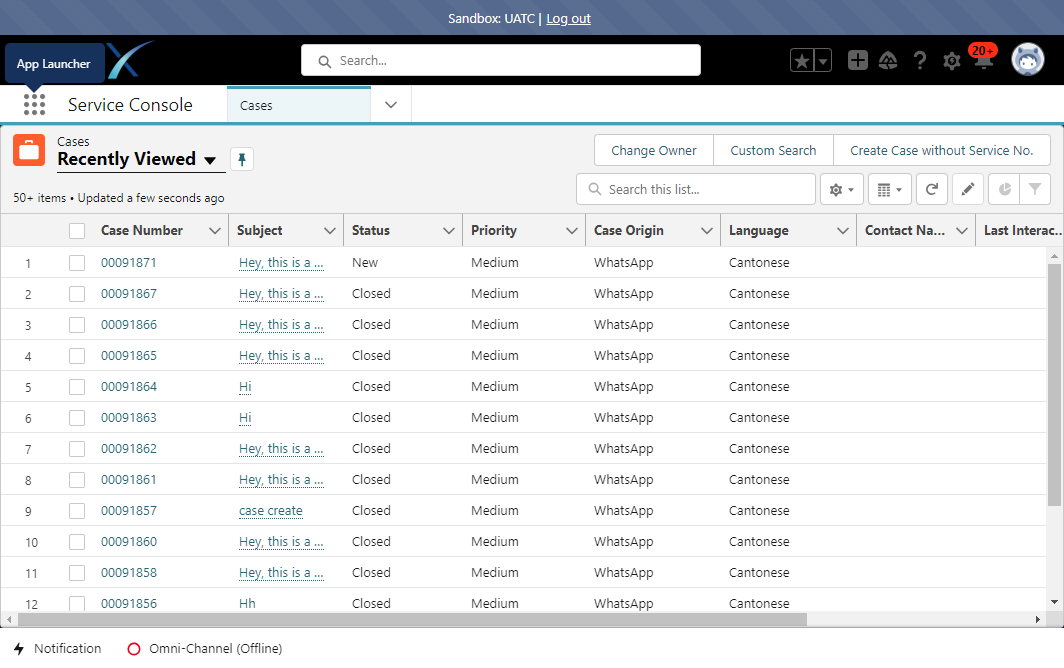 Sandbox: UATC | Log out
App Launcher
Search...
20+
Service Console
Cases
Cases
Recently Viewed
Change Owner
Custom Search
Create Case without Service No.
50+ items • Updated a few seconds ago
Search this list...
Case Number Subject Status Priority Case Origin Language Contact Na... Last Interac...
1 00091871 Hey, this is a ... New Medium WhatsApp Cantonese
2 00091867 Hey, this is a ... Closed Medium WhatsApp Cantonese
3 00091866 Hey, this is a ... Closed Medium WhatsApp Cantonese
4 00091865 Hey, this is a ... Closed Medium WhatsApp Cantonese
5 00091864 Hi Closed Medium WhatsApp Cantonese
6 00091863 Hi Closed Medium WhatsApp Cantonese
7 00091862 Hey, this is a ... Closed Medium WhatsApp Cantonese
8 00091861 Hey, this is a ... Closed Medium WhatsApp Cantonese
9 00091857 case create Closed Medium WhatsApp Cantonese
10 00091860 Hey, this is a ... Closed Medium WhatsApp Cantonese
11 00091858 Hey, this is a ... Closed Medium WhatsApp Cantonese
12 00091856 Hh Closed Medium WhatsApp Cantonese
Notification
Omni-Channel (Offline)